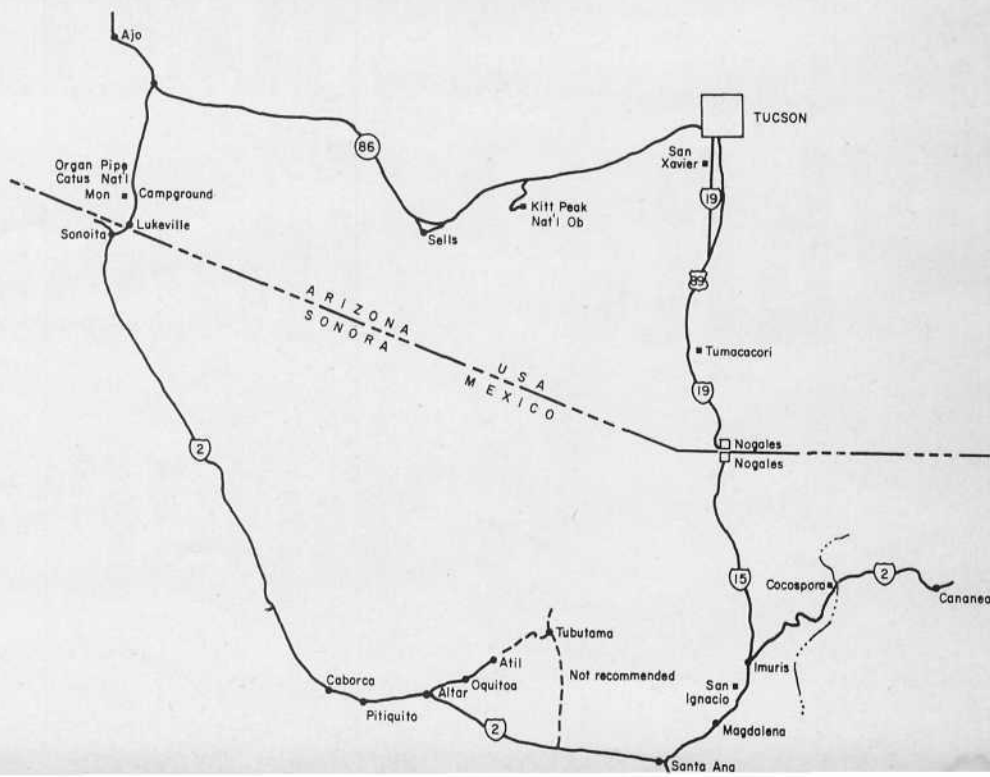 Ajo
TUCSON
86
San
Xavier
Organ Pipe
Catus Nat'l
Mon
Campground
19
Kitt Peak
Nat'l Ob
Lukeville
Sonoita
Sells
89
ARIZONA
SONORA
Tumacacori
USA
MEXICO
19
Nogales
Nogales
2
15
Cocospora
2
Cananea
Tubutama
Atil
Imuris
Not recommended
Caborca
Altar
Oquitoa
San
Ignacio
Pitiquito
2
Magdalena
Santa Ana